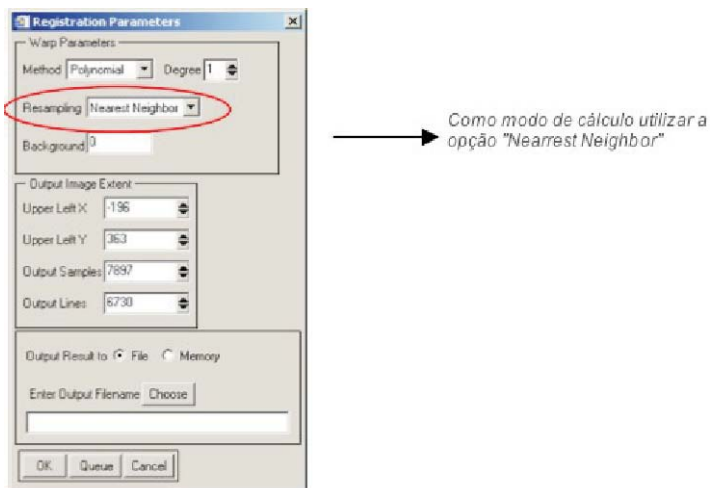 Registration Parameters
Warp Parameters
Method Polynomial Degree 1
Resampling Nearest Neighbor
Background 0
Output Image Extent
Upper Left X -196
Upper Left Y 363
Output Samples 7897
Output Lines 6730
Output Result to File Memory
Enter Output Filename Choose
OK Queue Cancel
Como modo de cálculo utilizar a
opção "Nearrest Neighbor"